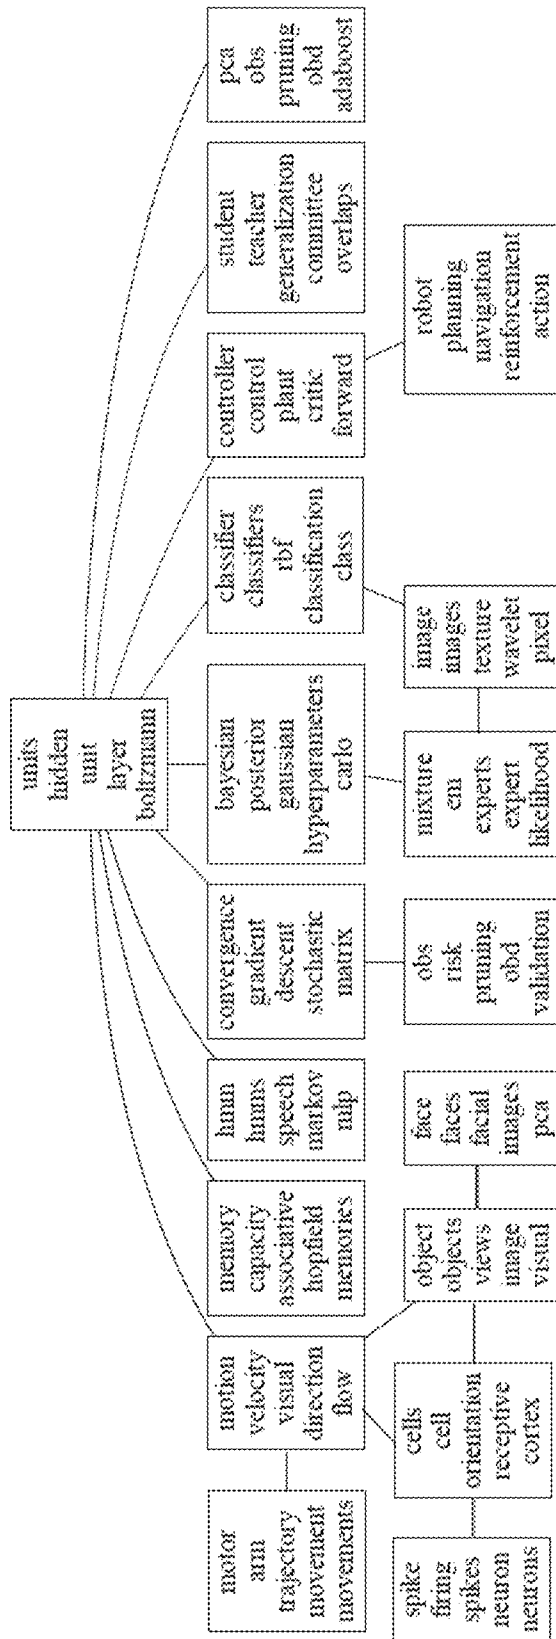 units
hidden
unit
layer
boltzmann
motor
arm
trajectory
movement
movements
motion
velocity
visual
direction
flow
memory
capacity
associative
hopfield
memories
hmm
hmms
speech
markov
mlp
convergence
gradient
descent
stochastic
matrix
bayesian
posterior
gaussian
hyperparameters
carlo
classifier
classifiers
rbf
classification
class
controller
control
plant
critic
forward
student
teacher
generalization
committee
overlaps
pca
obs
pruning
obd
adaboost
spike
firing
spikes
neuron
neurons
cells
cell
orientation
receptive
cortex
object
objects
views
image
visual
face
faces
facial
images
pca
obs
risk
pruning
obd
validation
mixture
em
experts
expert
likelihood
image
images
texture
wavelet
pixel
robot
planning
navigation
reinforcement
action